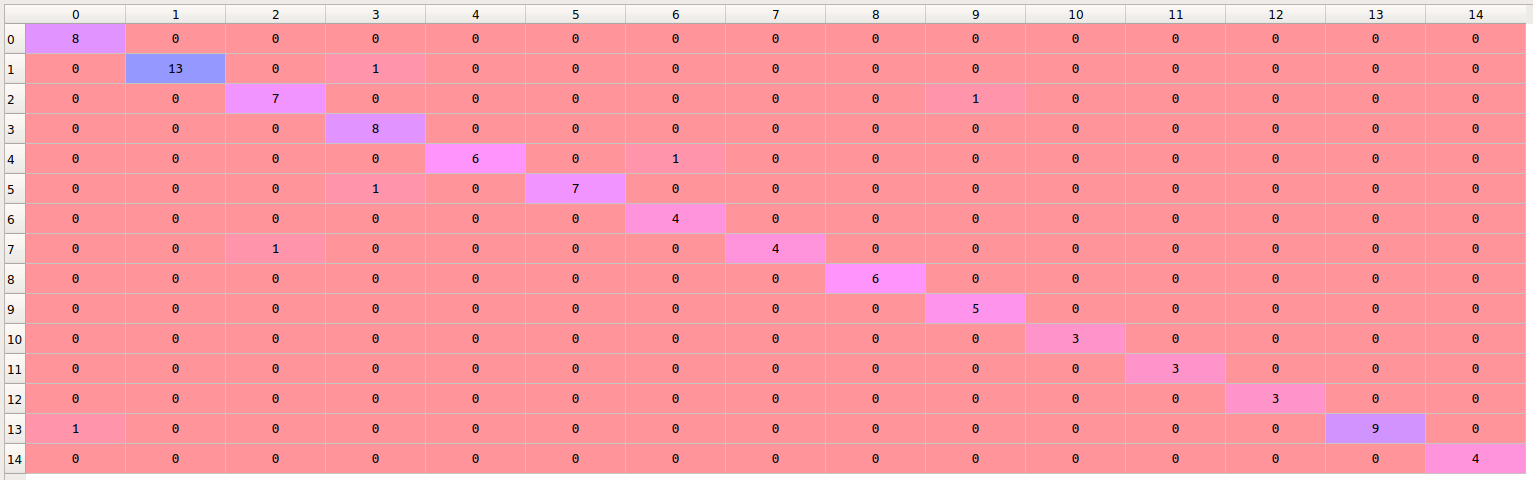 0 1 2 3 4 5 6 7 8 9 10 11 12 13 14
0 8 0 0 0 0 0 0 0 0 0 0 0 0 0 0
1 0 13 0 1 0 0 0 0 0 0 0 0 0 0 0
2 0 0 7 0 0 0 0 0 0 1 0 0 0 0 0
3 0 0 0 8 0 0 0 0 0 0 0 0 0 0 0
4 0 0 0 0 6 0 1 0 0 0 0 0 0 0 0
5 0 0 0 1 0 7 0 0 0 0 0 0 0 0 0
6 0 0 0 0 0 0 4 0 0 0 0 0 0 0 0
7 0 0 1 0 0 0 0 4 0 0 0 0 0 0 0
8 0 0 0 0 0 0 0 0 6 0 0 0 0 0 0
9 0 0 0 0 0 0 0 0 0 5 0 0 0 0 0
10 0 0 0 0 0 0 0 0 0 0 3 0 0 0 0
11 0 0 0 0 0 0 0 0 0 0 0 3 0 0 0
12 0 0 0 0 0 0 0 0 0 0 0 0 3 0 0
13 1 0 0 0 0 0 0 0 0 0 0 0 0 9 0
14 0 0 0 0 0 0 0 0 0 0 0 0 0 0 4